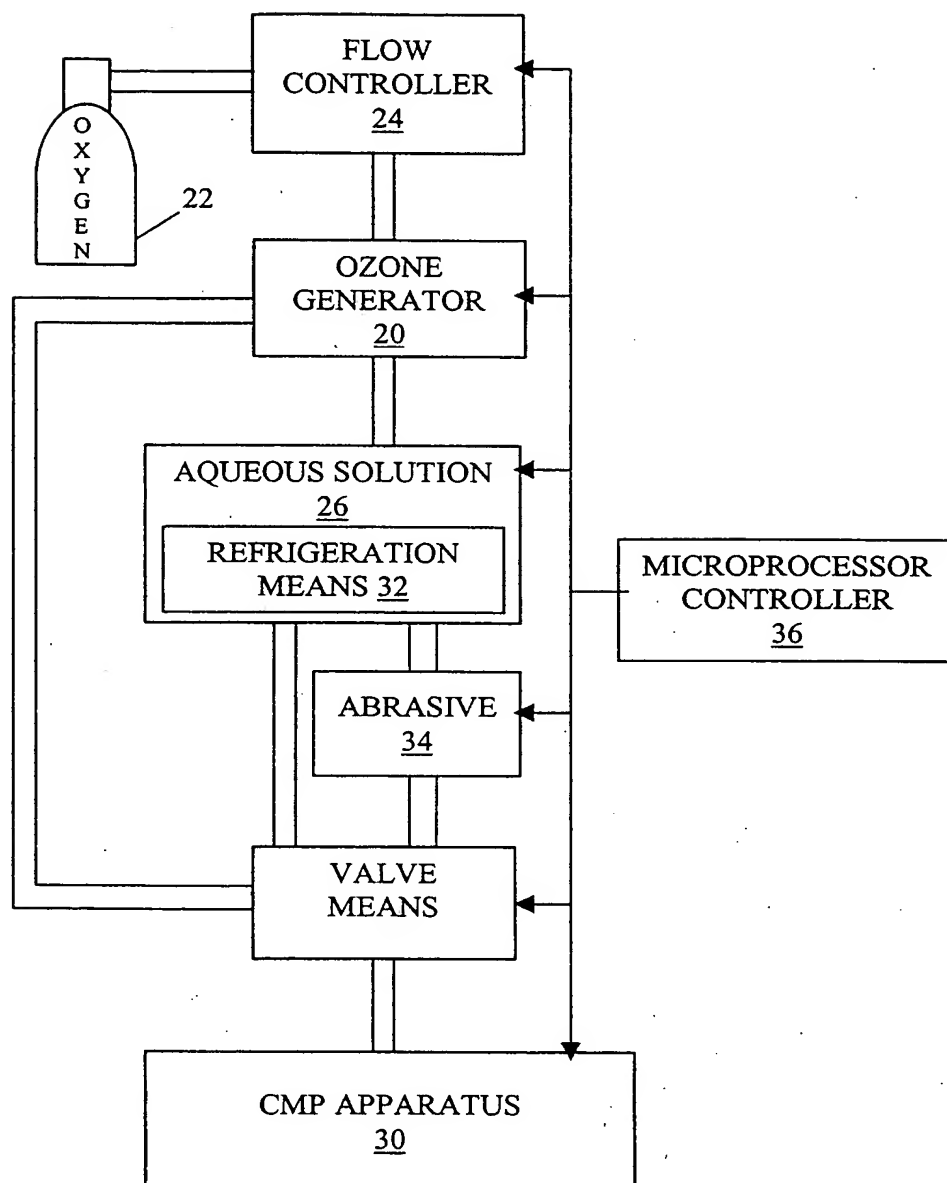 FLOW
CONTROLLER
24
OXYGEN
22
OZONE
GENERATOR
20
AQUEOUS SOLUTION
26
REFRIGERATION
MEANS 32
MICROPROCESSOR
CONTROLLER
36
ABRASIVE
34
VALVE
MEANS
CMP APPARATUS
30